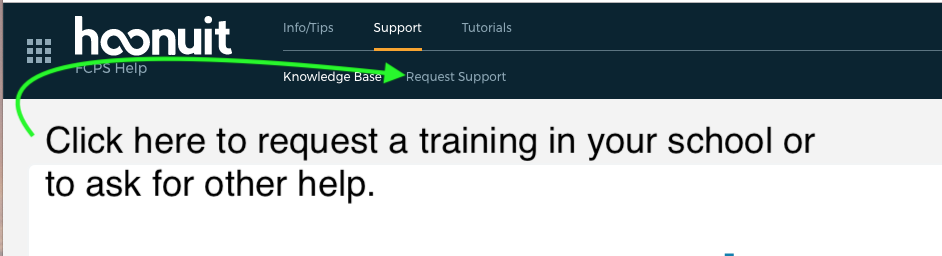 hoonuit
FCPS Help
Info/Tips Support Tutorials
Knowledge Base Request Support
Click here to request a training in your school or
to ask for other help.